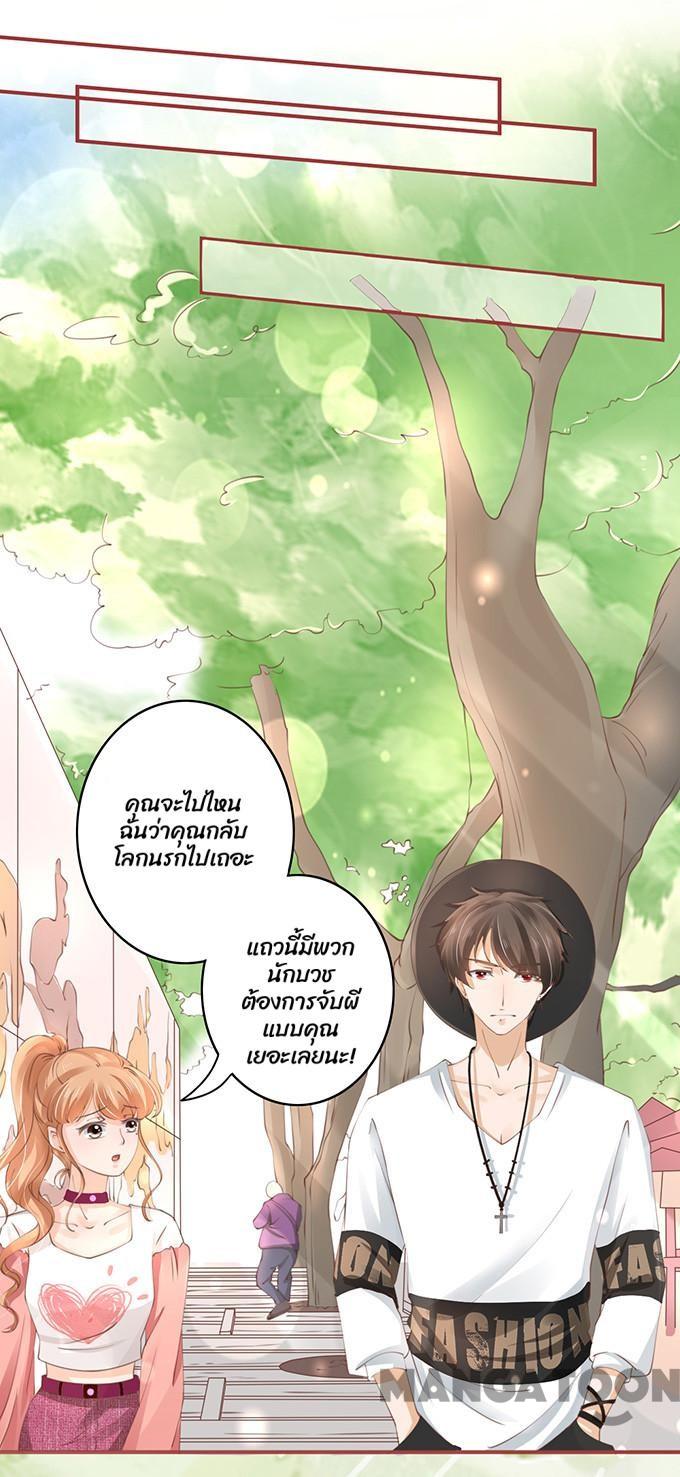 คุณจะไปไหน
ฉันว่าคุณกลับ
โลกนรกไปเถอะ
แถวนี้มีพวก
นักบวช
ต้องการจับผี
แบบคุณ
เยอะเลยนะ!
ON FASHION FAS
MANGATOON